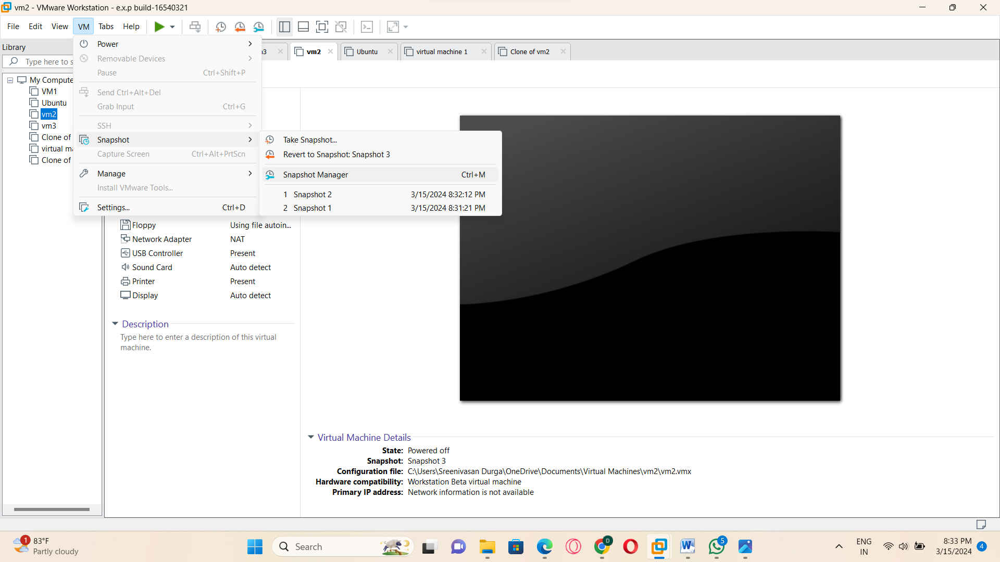 vm2 - VMware Workstation - e.x.p build-16540321
File Edit View VM Tabs Help
Library
Type here to s
My Compute
VM1
Ubuntu
vm2
vm3
Clone of
virtual ma
Clone of
Power
Removable Devices
Pause Ctrl+Shift+P
Send Ctrl+Alt+Del
Grab Input Ctrl+G
SSH
Snapshot
Capture Screen Ctrl+Alt+PrtScn
Manage
Install VMware Tools...
Settings... Ctrl+D
vm2 Ubuntu virtual machine 1 Clone of vm2
Take Snapshot...
Revert to Snapshot: Snapshot 3
Snapshot Manager Ctrl+M
1 Snapshot 2 3/15/2024 8:32:12 PM
2 Snapshot 1 3/15/2024 8:31:21 PM
Floppy Using file autoin...
Network Adapter NAT
USB Controller Present
Sound Card Auto detect
Printer Present
Display Auto detect
Description
Type here to enter a description of this virtual
machine.
Virtual Machine Details
State: Powered off
Snapshot: Snapshot 3
Configuration file: C:\Users\Sreenivasan Durga\OneDrive\Documents\Virtual Machines\vm2\vm2.vmx
Hardware compatibility: Workstation Beta virtual machine
Primary IP address: Network information is not available
1
83°F
Partly cloudy
Search
D
W
5
ENG
IN
8:33 PM
3/15/2024
4